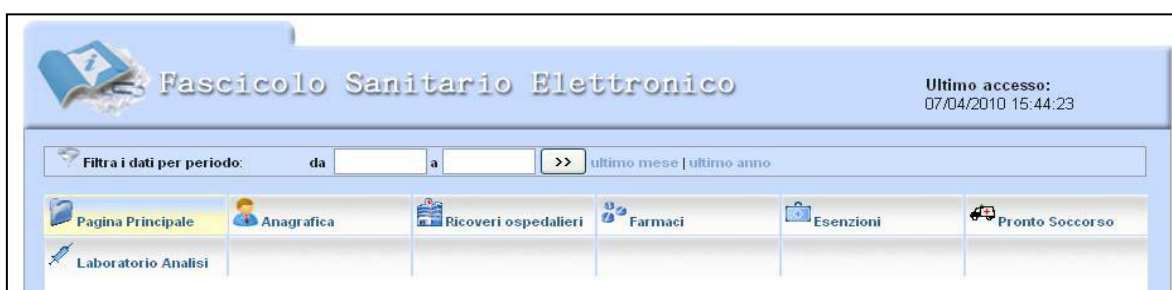 Fascicolo Sanitario Elettronico
Ultimo accesso:
07/04/2010 15:44:23
Filtra i dati per periodo: da a >> ultimo mese | ultimo anno
Pagina Principale Anagrafica Ricoveri ospedalieri Farmaci Esenzioni Pronto Soccorso
Laboratorio Analisi